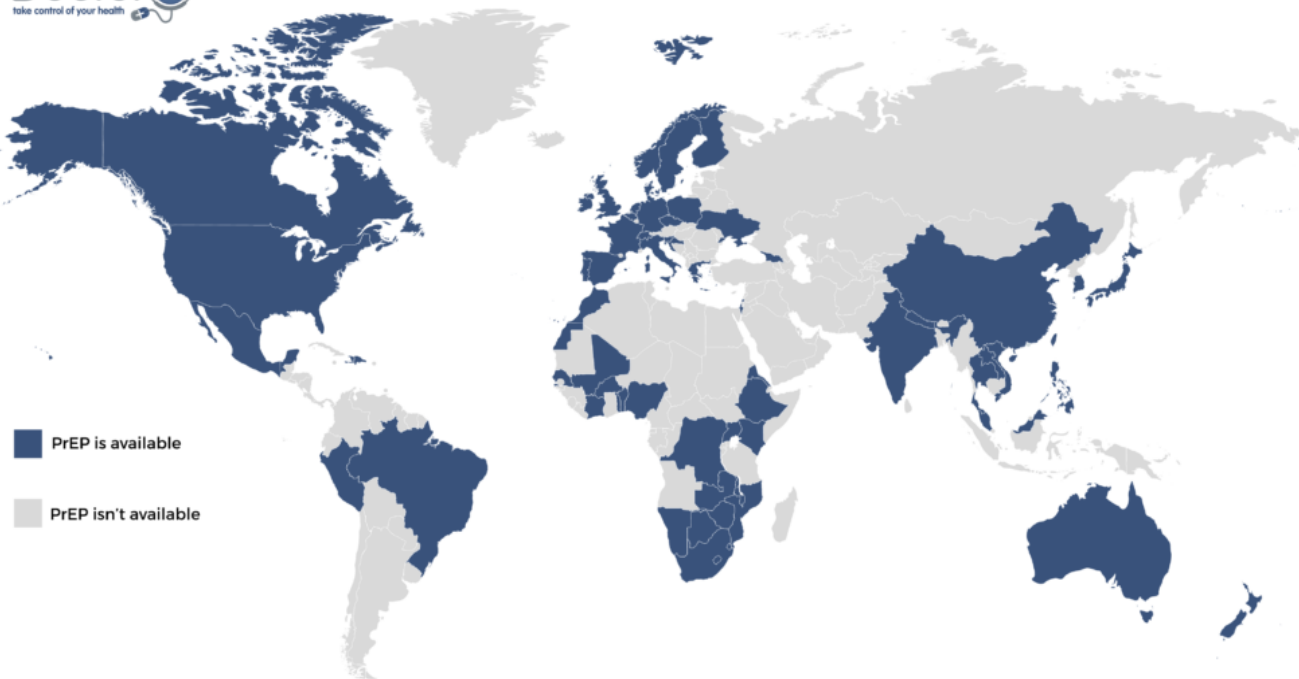 take control of your health
PrEP is available
PrEP isn't available